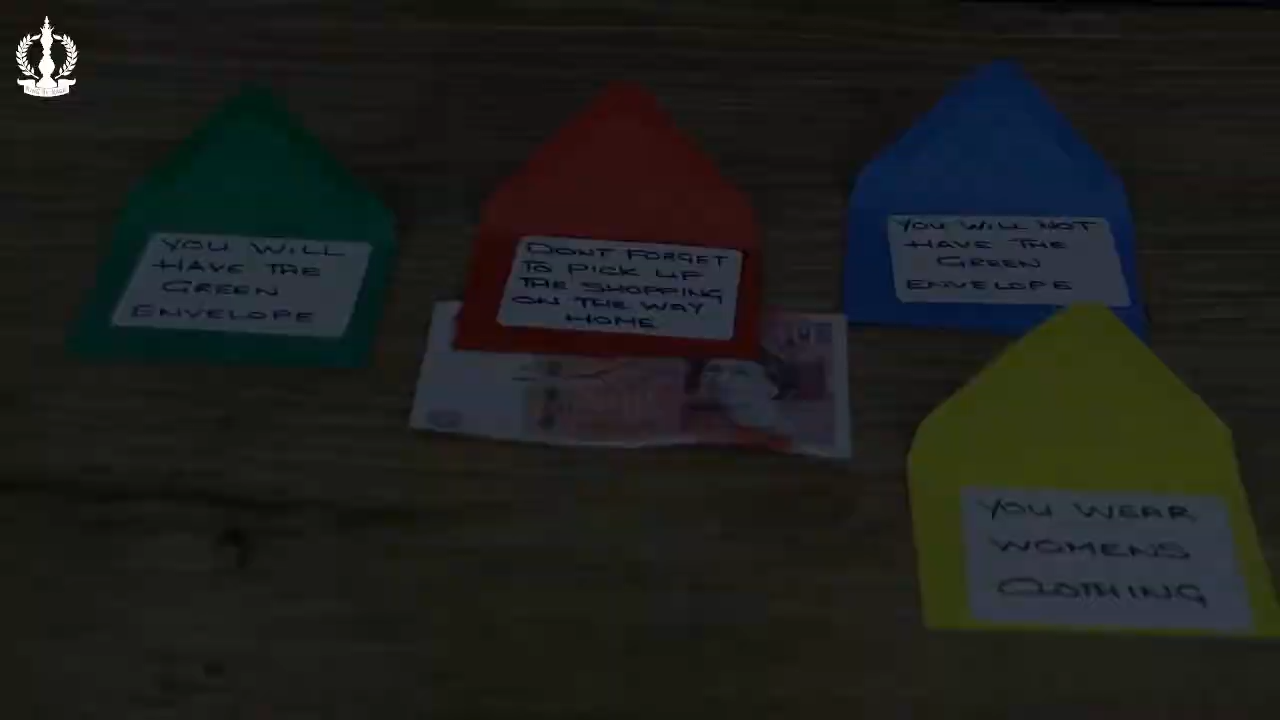 YOU WILL
HAVE THE
GREEN
ENVELOPE
DONT FORGET
TO PICK UP
THE SHOPPING
ON THE WAY
HOME
YOU WILL NOT
HAVE THE
GREEN
ENVELOPE
YOU WEAR
WOMENS
CLOTHING